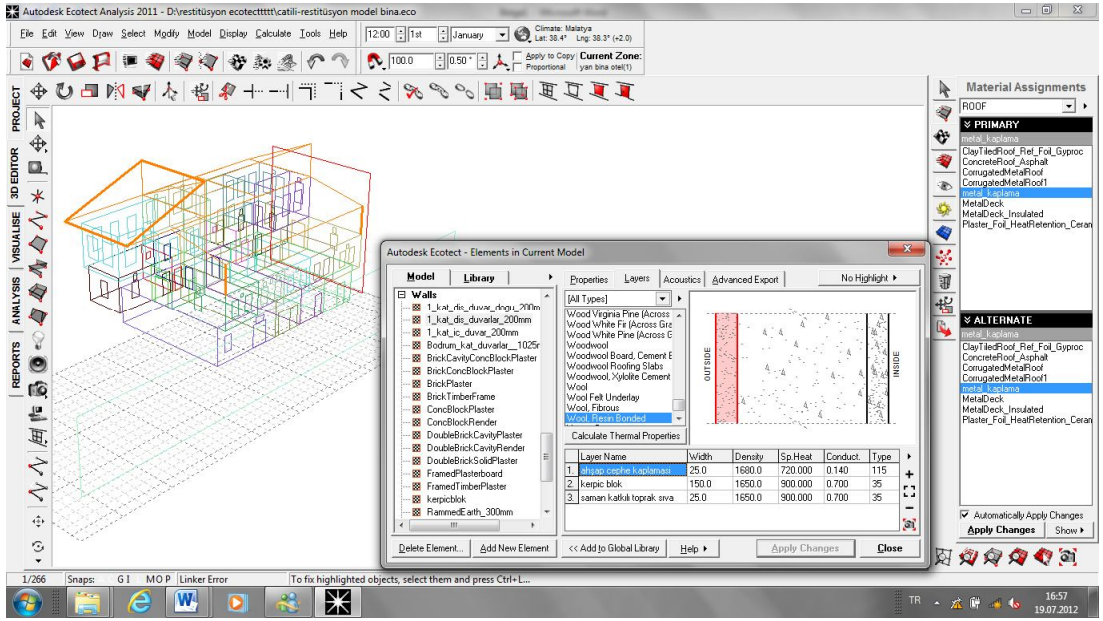 Autodesk Ecotect Analysis 2011 - D:\restitüsyon ecotecttttt\catili-restitüsyon model bina.eco
File Edit View Draw Select Modify Model Display Calculate Tools Help
12:00 1st January
Climate: Malatya
Lat: 38.4° Lng: 38.3° (+2.0)
100.0 0.50 °
Apply to Copy
Proportional
Current Zone:
yan bina oteli(1)
PROJECT
3D EDITOR
VISUALISE
ANALYSIS
REPORTS
Autodesk Ecotect - Elements in Current Model
Model Library
Walls
1_kat_dis_duvar_dogu_200m
1_kat_dis_duvarlar_200mm
1_kat_ic_duvar_200mm
Bodrum_kat_duvarlar__1025r
BrickCavityConcBlockPlaster
BrickConcBlockPlaster
BrickPlaster
BrickTimberFrame
ConcBlockPlaster
ConcBlockRender
DoubleBrickCavityPlaster
DoubleBrickCavityRender
DoubleBrickSolidPlaster
FramedPlasterboard
FramedTimberPlaster
kerpicblok
RammedEarth_300mm
Properties Layers Acoustics Advanced Export No Highlight
[All Types]
Wood Virginia Pine (Across
Wood White Fir (Across Gra
Wood White Pine (Across G
Woodwool
Woodwool Board, Cement B
Woodwool Roofing Slabs
Woodwool, Xylolite Cement
Wool
Wool Felt Underlay
Wool, Fibrous
Wool, Resin Bonded
Calculate Thermal Properties
OUTSIDE
INSIDE
Layer Name Width Density Sp.Heat Conduct. Type
1. ahşap cephe kaplaması 25.0 1680.0 720.000 0.140 115
2. kerpic blok 150.0 1650.0 900.000 0.700 35
3. saman katkılı toprak sıva 25.0 1650.0 900.000 0.700 35
Delete Element... Add New Element << Add to Global Library Help Apply Changes Close
Material Assignments
ROOF
PRIMARY
metal_kaplama
ClayTiledRoof_Ref_Foil_Gyproc
ConcreteRoof_Asphalt
CorrugatedMetalRoof
CorrugatedMetalRoof1
metal_kaplama
MetalDeck
MetalDeck_Insulated
Plaster_Foil_HeatRetention_Ceran
ALTERNATE
metal_kaplama
ClayTiledRoof_Ref_Foil_Gyproc
ConcreteRoof_Asphalt
CorrugatedMetalRoof
CorrugatedMetalRoof1
metal_kaplama
MetalDeck
MetalDeck_Insulated
Plaster_Foil_HeatRetention_Ceran
Automatically Apply Changes
Apply Changes Show
1/266 Snaps: G I M O P Linker Error To fix highlighted objects, select them and press Ctrl+L...
TR
16:57
19.07.2012